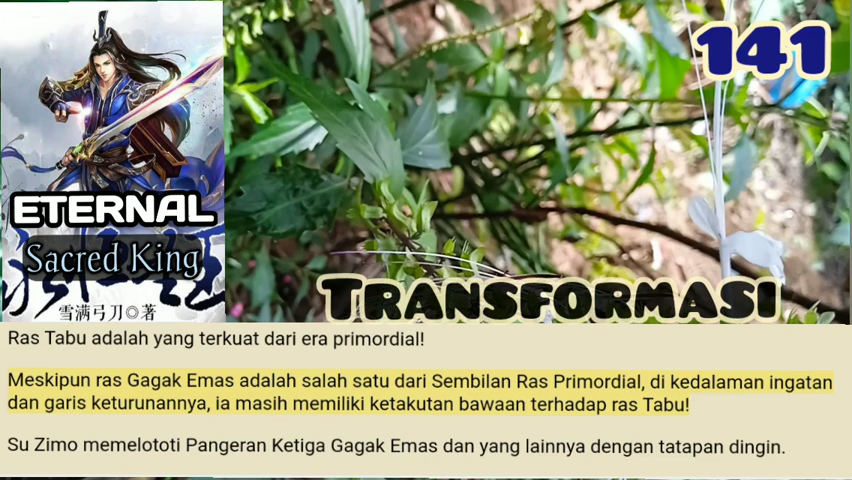 141
ETERNAL
Sacred King
雪满弓刀◎著
TRANSFORMASI
Ras Tabu adalah yang terkuat dari era primordial!
Meskipun ras Gagak Emas adalah salah satu dari Sembilan Ras Primordial, di kedalaman ingatan
dan garis keturunannya, ia masih memiliki ketakutan bawaan terhadap ras Tabu!
Su Zimo memelototi Pangeran Ketiga Gagak Emas dan yang lainnya dengan tatapan dingin.